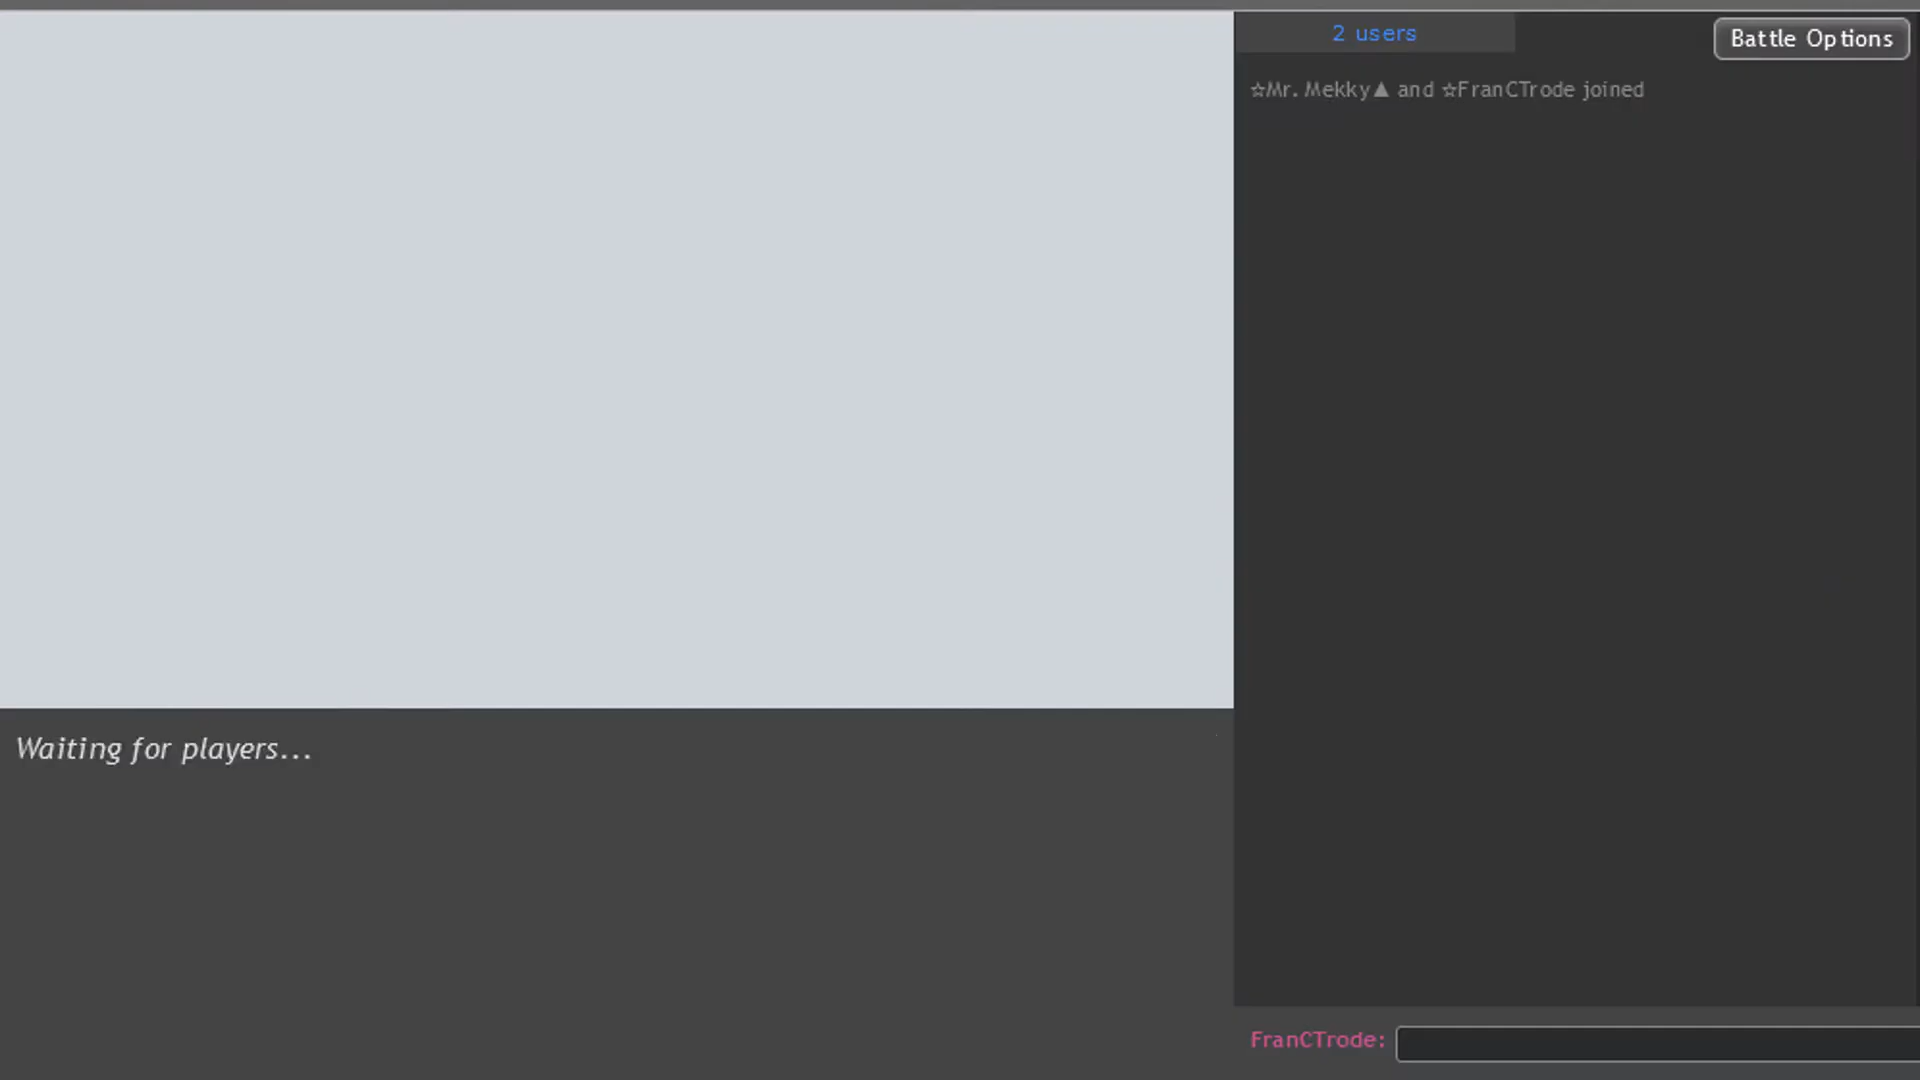 2 users
Battle Options
☆Mr. Mekky▲ and ☆FranCTrode joined
Waiting for players...
FranCTrode: